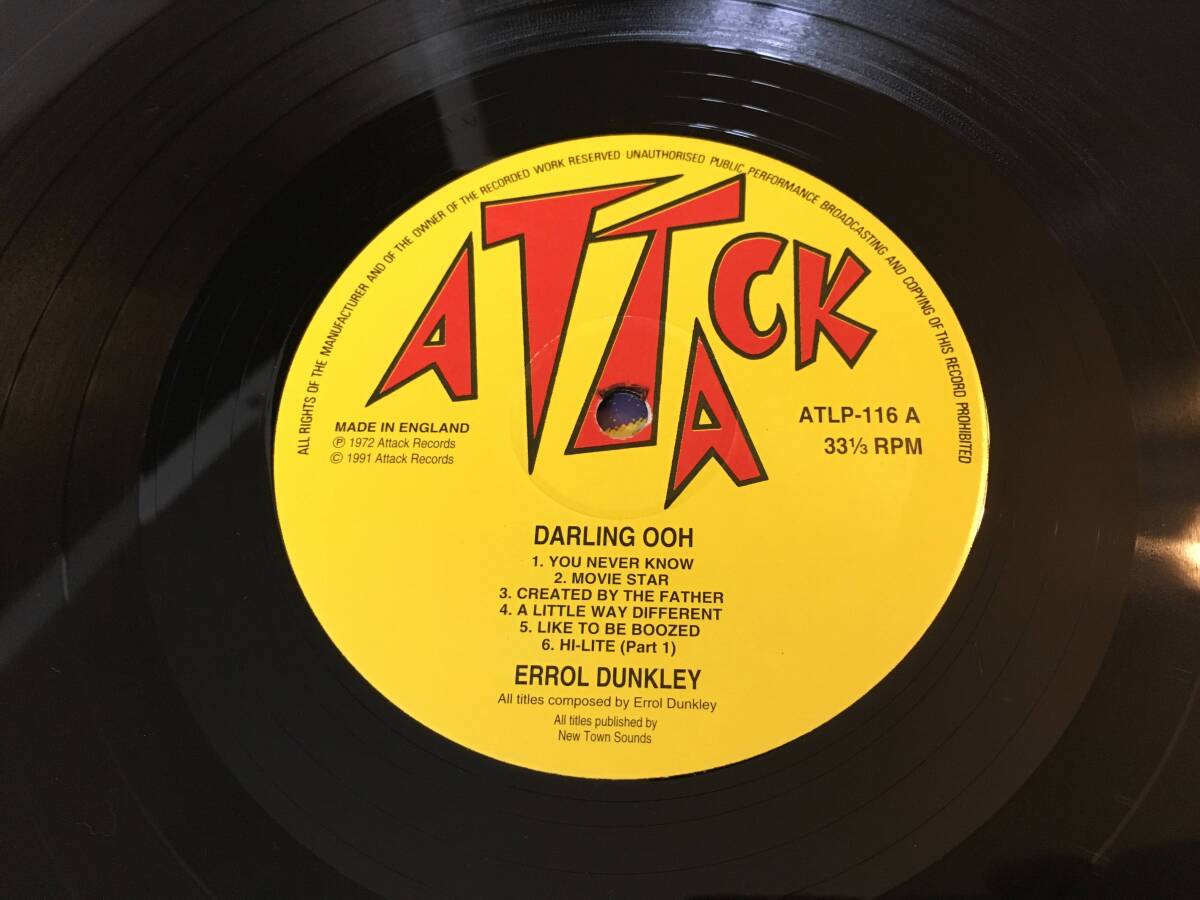 ALL RIGHTS OF THE MANUFACTURER AND OF THE OWNER OF THE RECORDED WORK RESERVED UNAUTHORISED PUBLIC PERFORMANCE BROADCASTING AND COPYING OF THIS RECORD PROHIBITED
ATTACK
MADE IN ENGLAND
℗ 1972 Attack Records
© 1991 Attack Records
ATLP-116 A
33⅓ RPM
DARLING OOH
1. YOU NEVER KNOW
2. MOVIE STAR
3. CREATED BY THE FATHER
4. A LITTLE WAY DIFFERENT
5. LIKE TO BE BOOZED
6. HI-LITE (Part 1)
ERROL DUNKLEY
All titles composed by Errol Dunkley
All titles published by
New Town Sounds